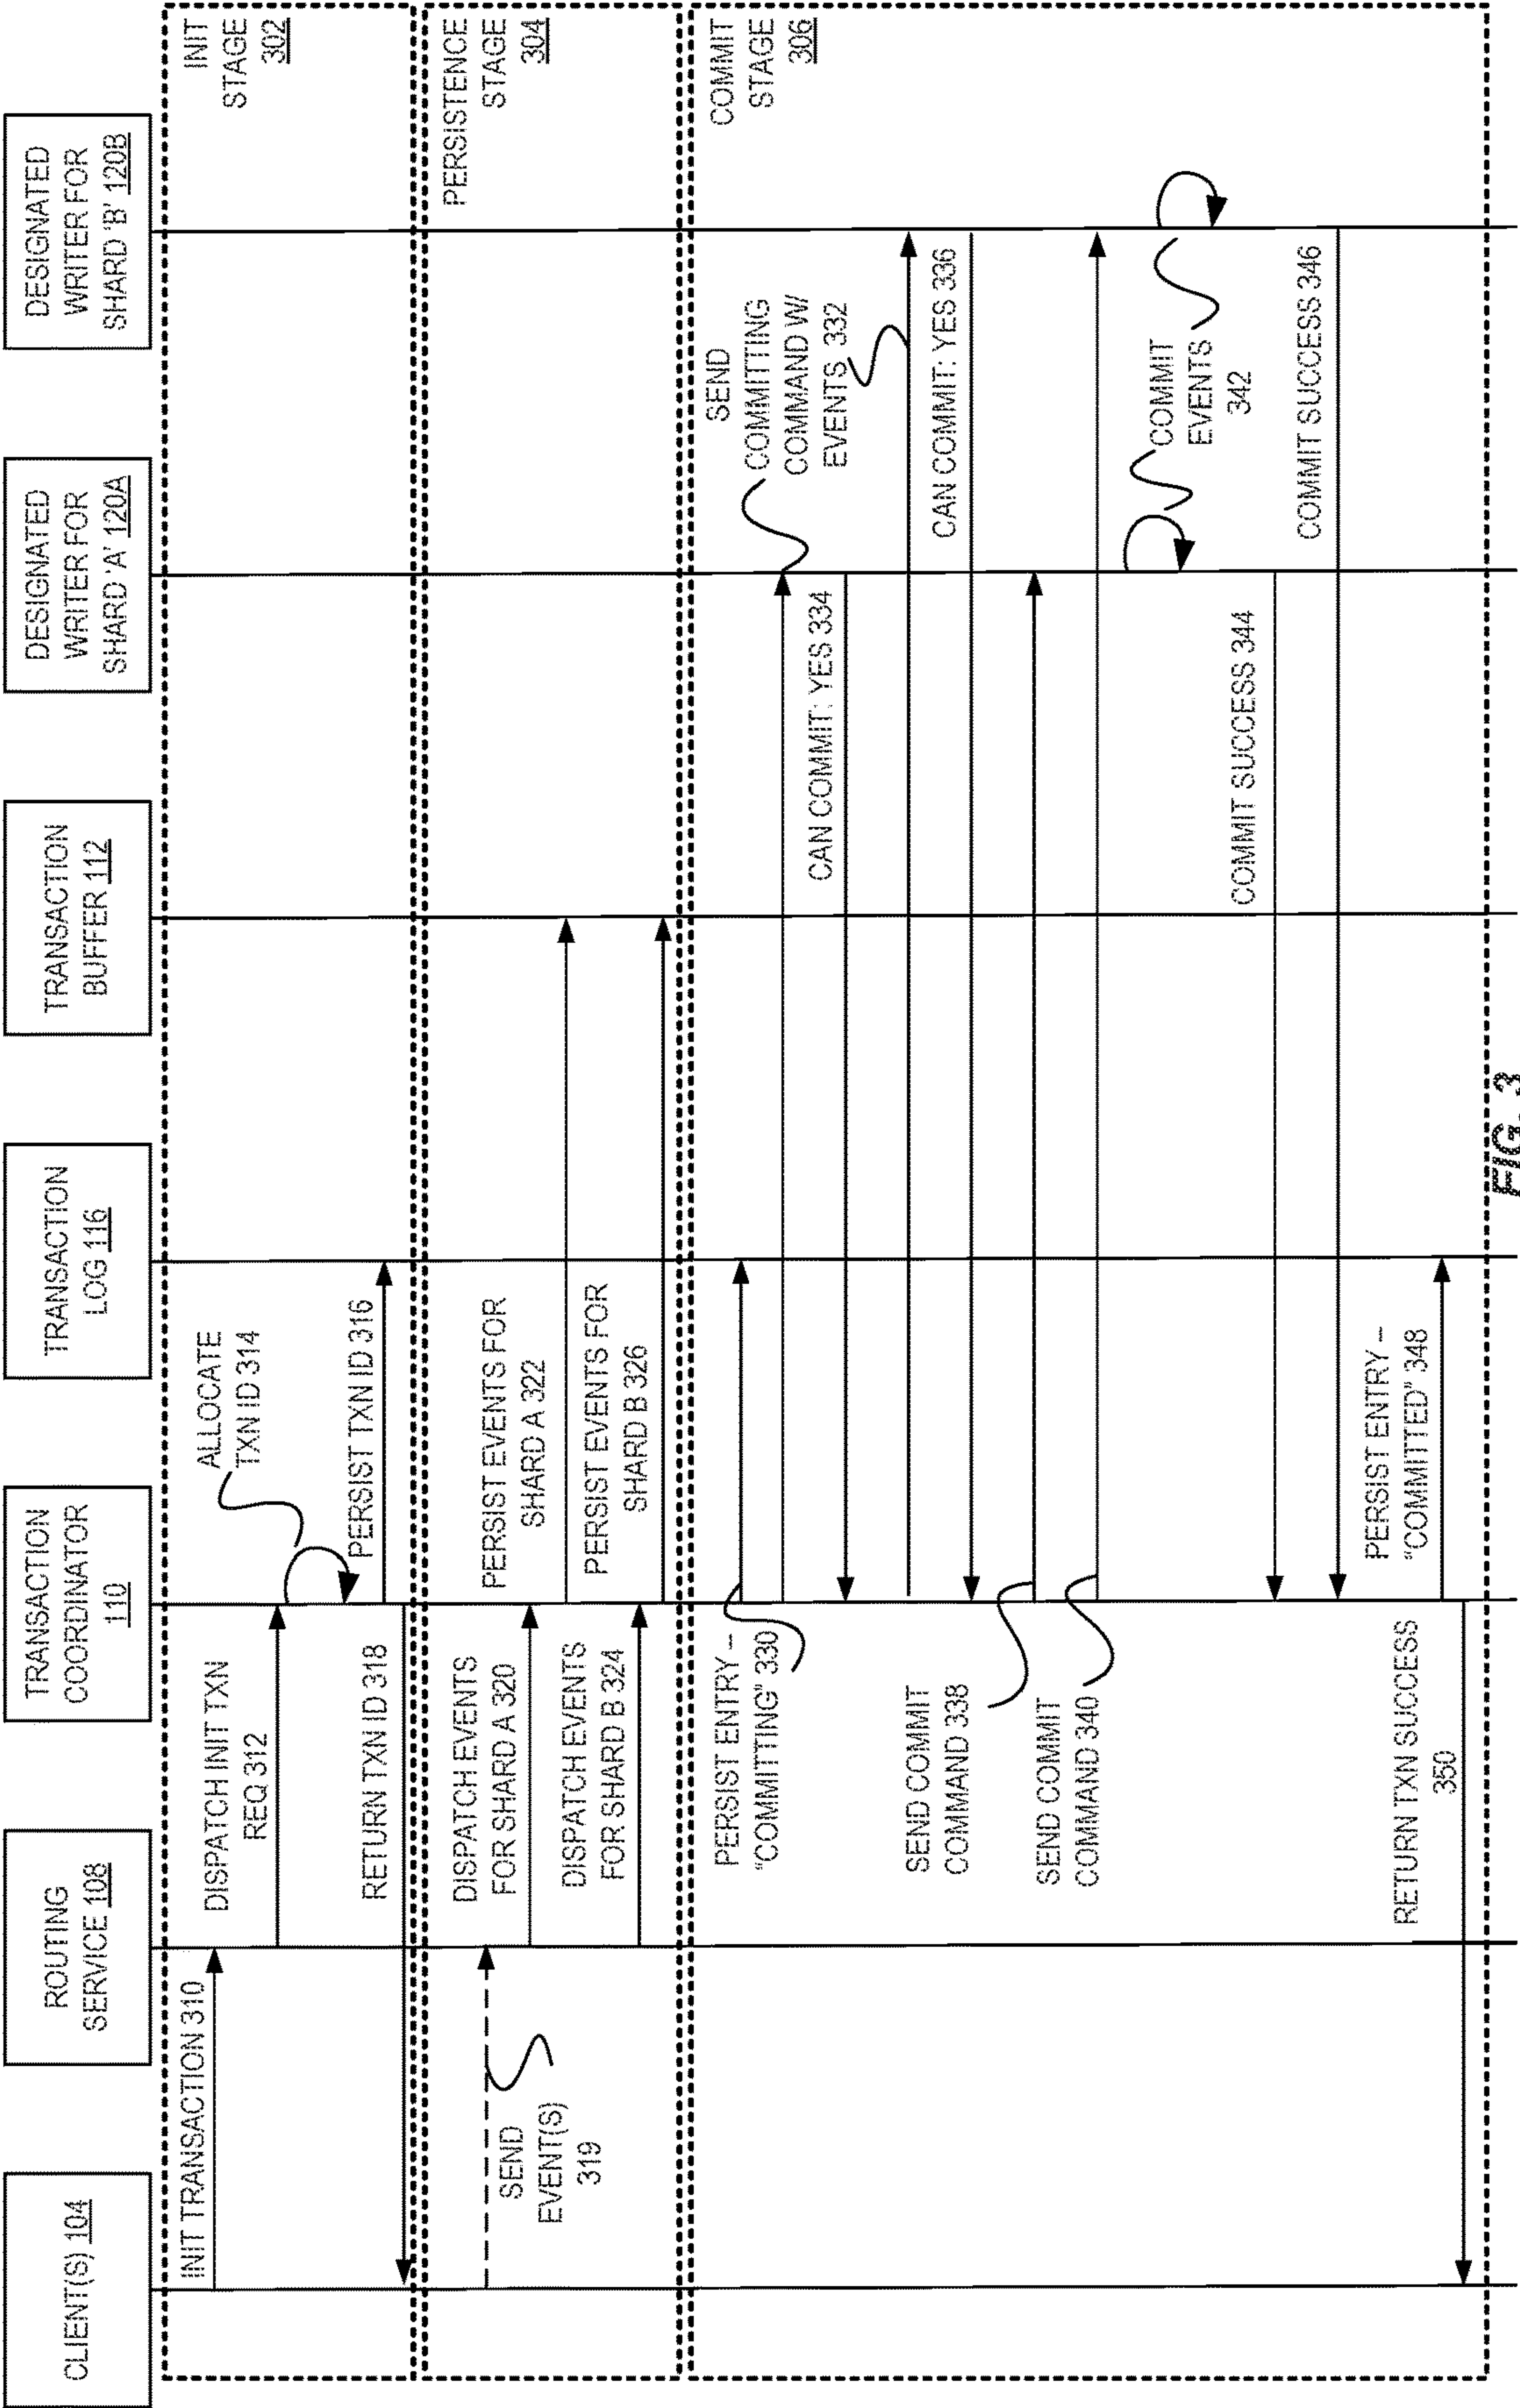 CLIENT(S) 104
ROUTING
SERVICE 108
TRANSACTION
COORDINATOR
110
TRANSACTION
LOG 116
TRANSACTION
BUFFER 112
DESIGNATED
WRITER FOR
SHARD 'A' 120A
DESIGNATED
WRITER FOR
SHARD 'B' 120B
INIT
STAGE
302
INIT TRANSACTION 310
DISPATCH INIT TXN
REQ 312
ALLOCATE
TXN ID 314
PERSIST TXN ID 316
RETURN TXN ID 318
PERSISTENCE
STAGE
304
SEND
EVENT(S)
319
DISPATCH EVENTS
FOR SHARD A 320
PERSIST EVENTS FOR
SHARD A 322
DISPATCH EVENTS
FOR SHARD B 324
PERSIST EVENTS FOR
SHARD B 326
COMMIT
STAGE
306
PERSIST ENTRY –
"COMMITTING" 330
SEND
COMMITTING
COMMAND W/
EVENTS 332
CAN COMMIT: YES 334
CAN COMMIT: YES 336
SEND COMMIT
COMMAND 338
SEND COMMIT
COMMAND 340
COMMIT
EVENTS
342
COMMIT SUCCESS 344
COMMIT SUCCESS 346
PERSIST ENTRY –
"COMMITTED" 348
RETURN TXN SUCCESS
350
FIG. 3